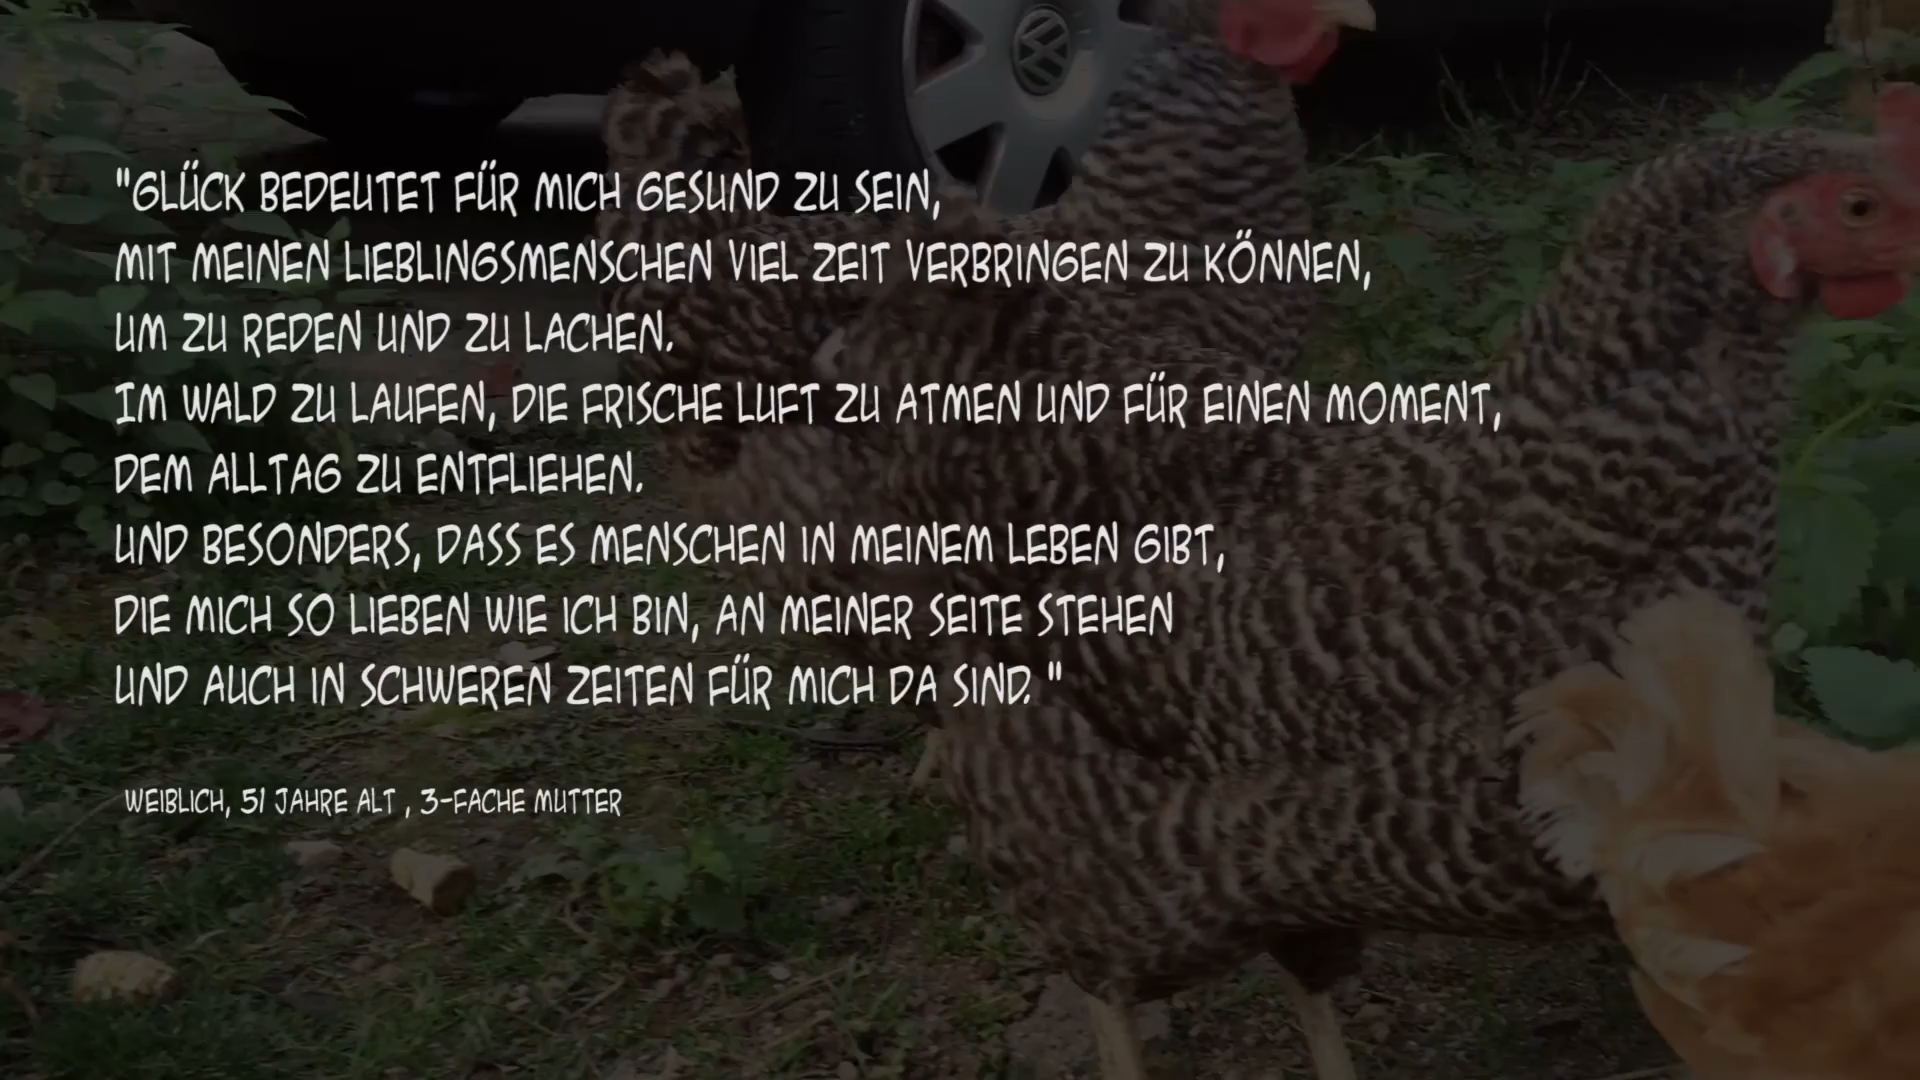 "GLÜCK BEDEUTET FÜR MICH GESUND ZU SEIN,
MIT MEINEN LIEBLINGSMENSCHEN VIEL ZEIT VERBRINGEN ZU KÖNNEN,
UM ZU REDEN UND ZU LACHEN.
IM WALD ZU LAUFEN, DIE FRISCHE LUFT ZU ATMEN UND FÜR EINEN MOMENT,
DEM ALLTAG ZU ENTFLIEHEN.
UND BESONDERS, DASS ES MENSCHEN IN MEINEM LEBEN GIBT,
DIE MICH SO LIEBEN WIE ICH BIN, AN MEINER SEITE STEHEN
UND AUCH IN SCHWEREN ZEITEN FÜR MICH DA SIND. "
WEIBLICH, 51 JAHRE ALT , 3-FACHE MUTTER